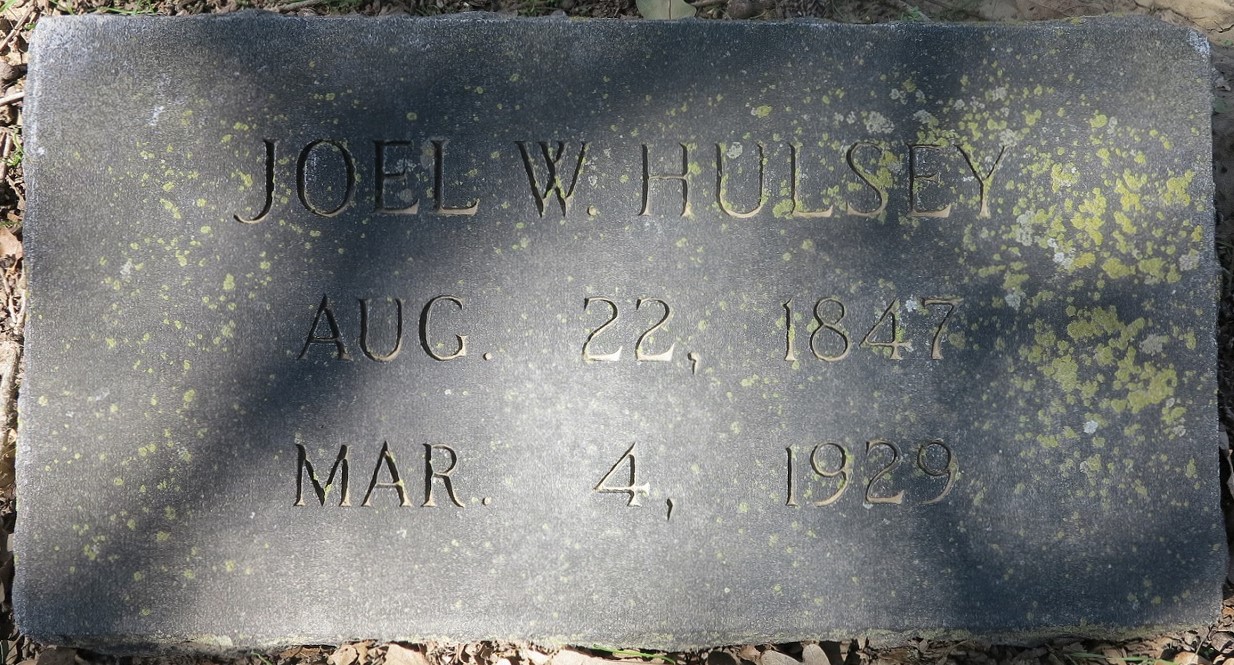 JOEL W. HULSEY
AUG. 22, 1847
MAR. 4, 1929